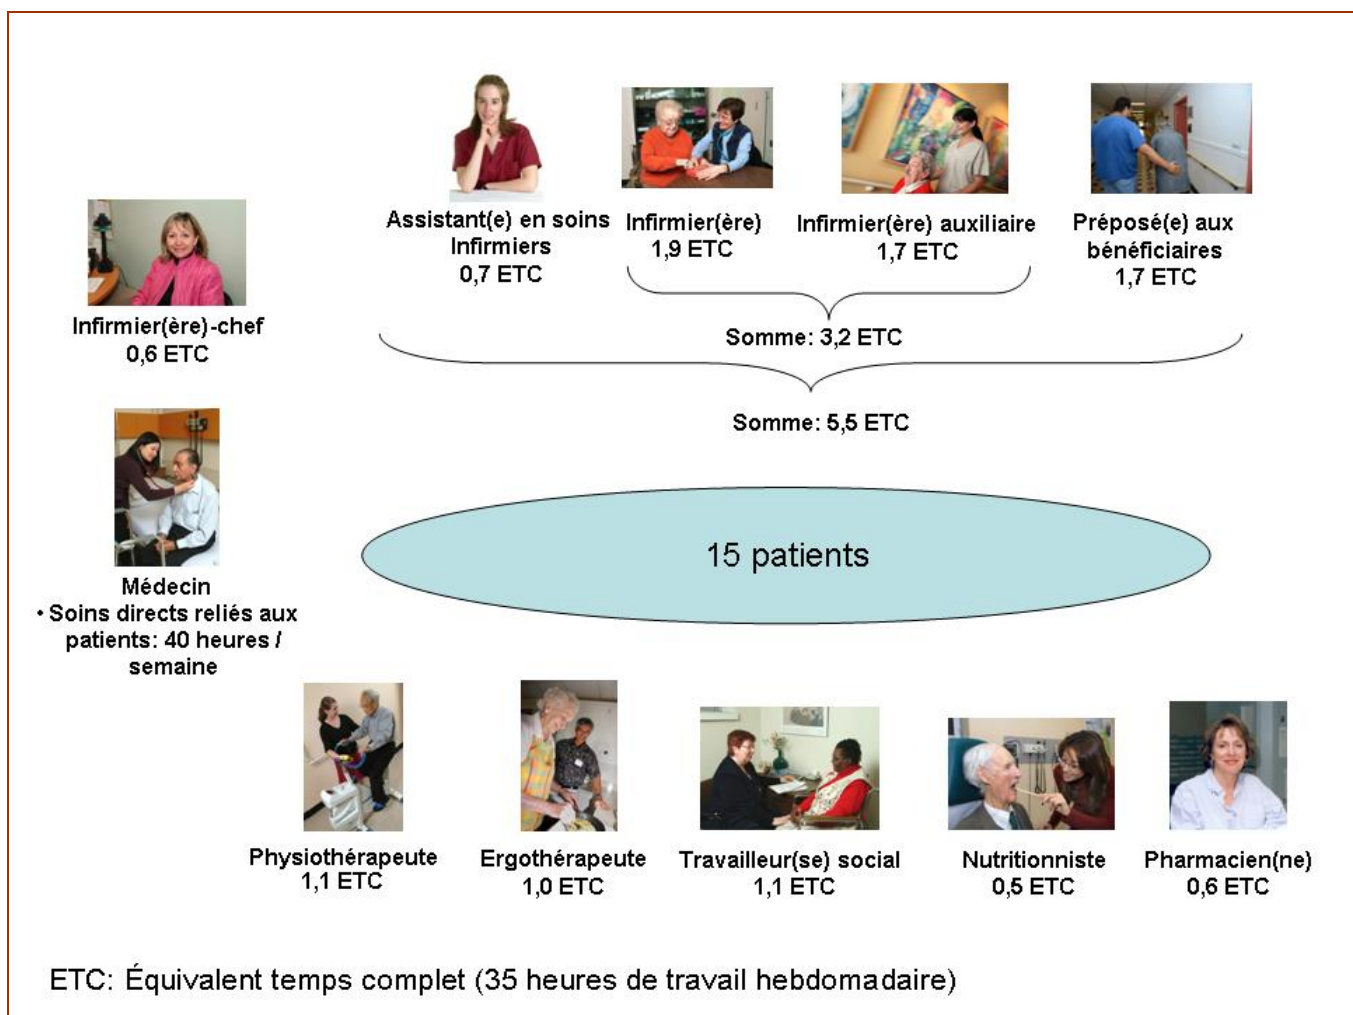 Assistant(e) en soins
Infirmiers
0,7 ETC
Infirmier(ère)
1,9 ETC
Infirmier(ère) auxiliaire
1,7 ETC
Préposé(e) aux
bénéficiaires
1,7 ETC
Infirmier(ère)-chef
0,6 ETC
Somme: 3,2 ETC
Somme: 5,5 ETC
Médecin
• Soins directs reliés aux
patients: 40 heures /
semaine
15 patients
Physiothérapeute
1,1 ETC
Ergothérapeute
1,0 ETC
Travailleur(se) social
1,1 ETC
Nutritionniste
0,5 ETC
Pharmacien(ne)
0,6 ETC
ETC: Équivalent temps complet (35 heures de travail hebdomadaire)